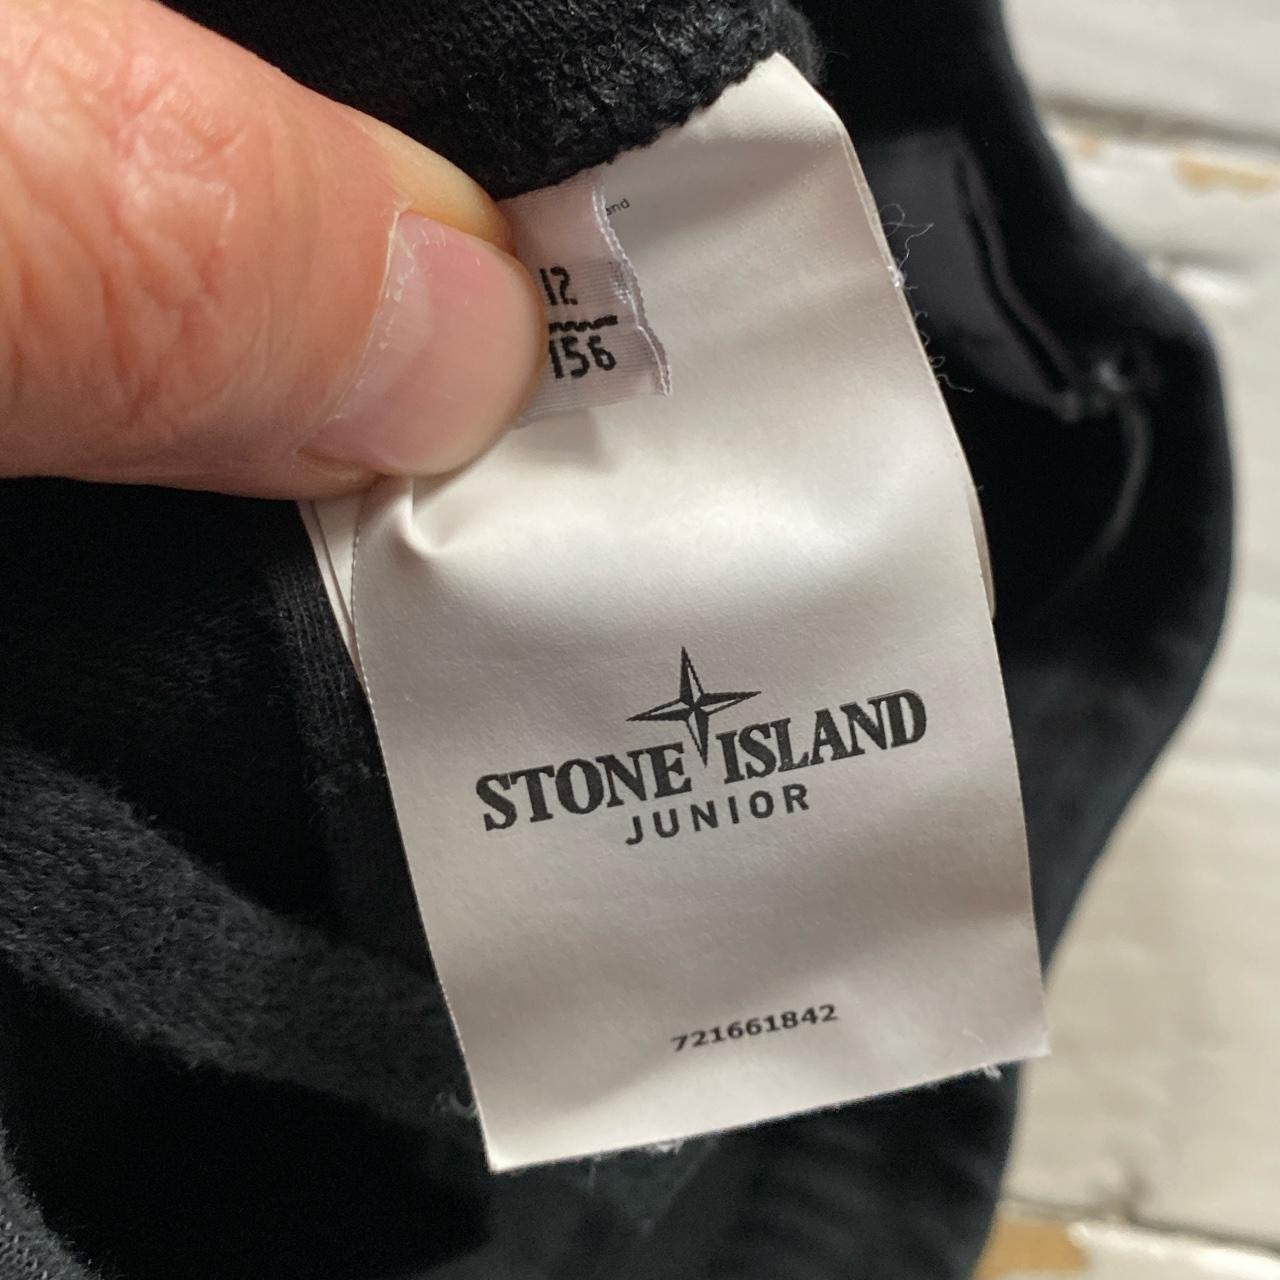 12
156
STONE ISLAND
JUNIOR
721661842